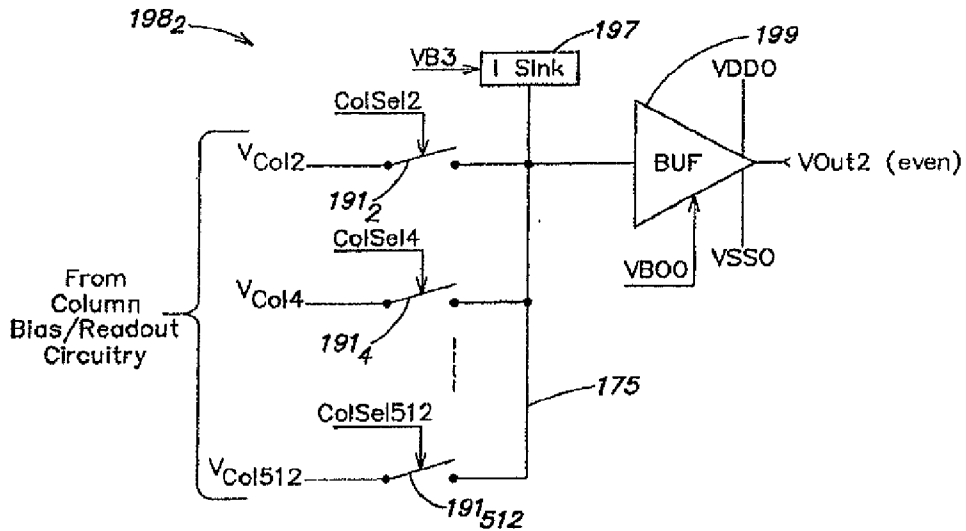 198₂
197
VB3
I Sink
199
VDDO
ColSel2
V_Col2
BUF
VOut2 (even)
191₂
ColSel4
VBOO
VSSO
From
Column
Bias/Readout
Circuitry
V_Col4
191₄
175
ColSel512
V_Col512
191₅₁₂